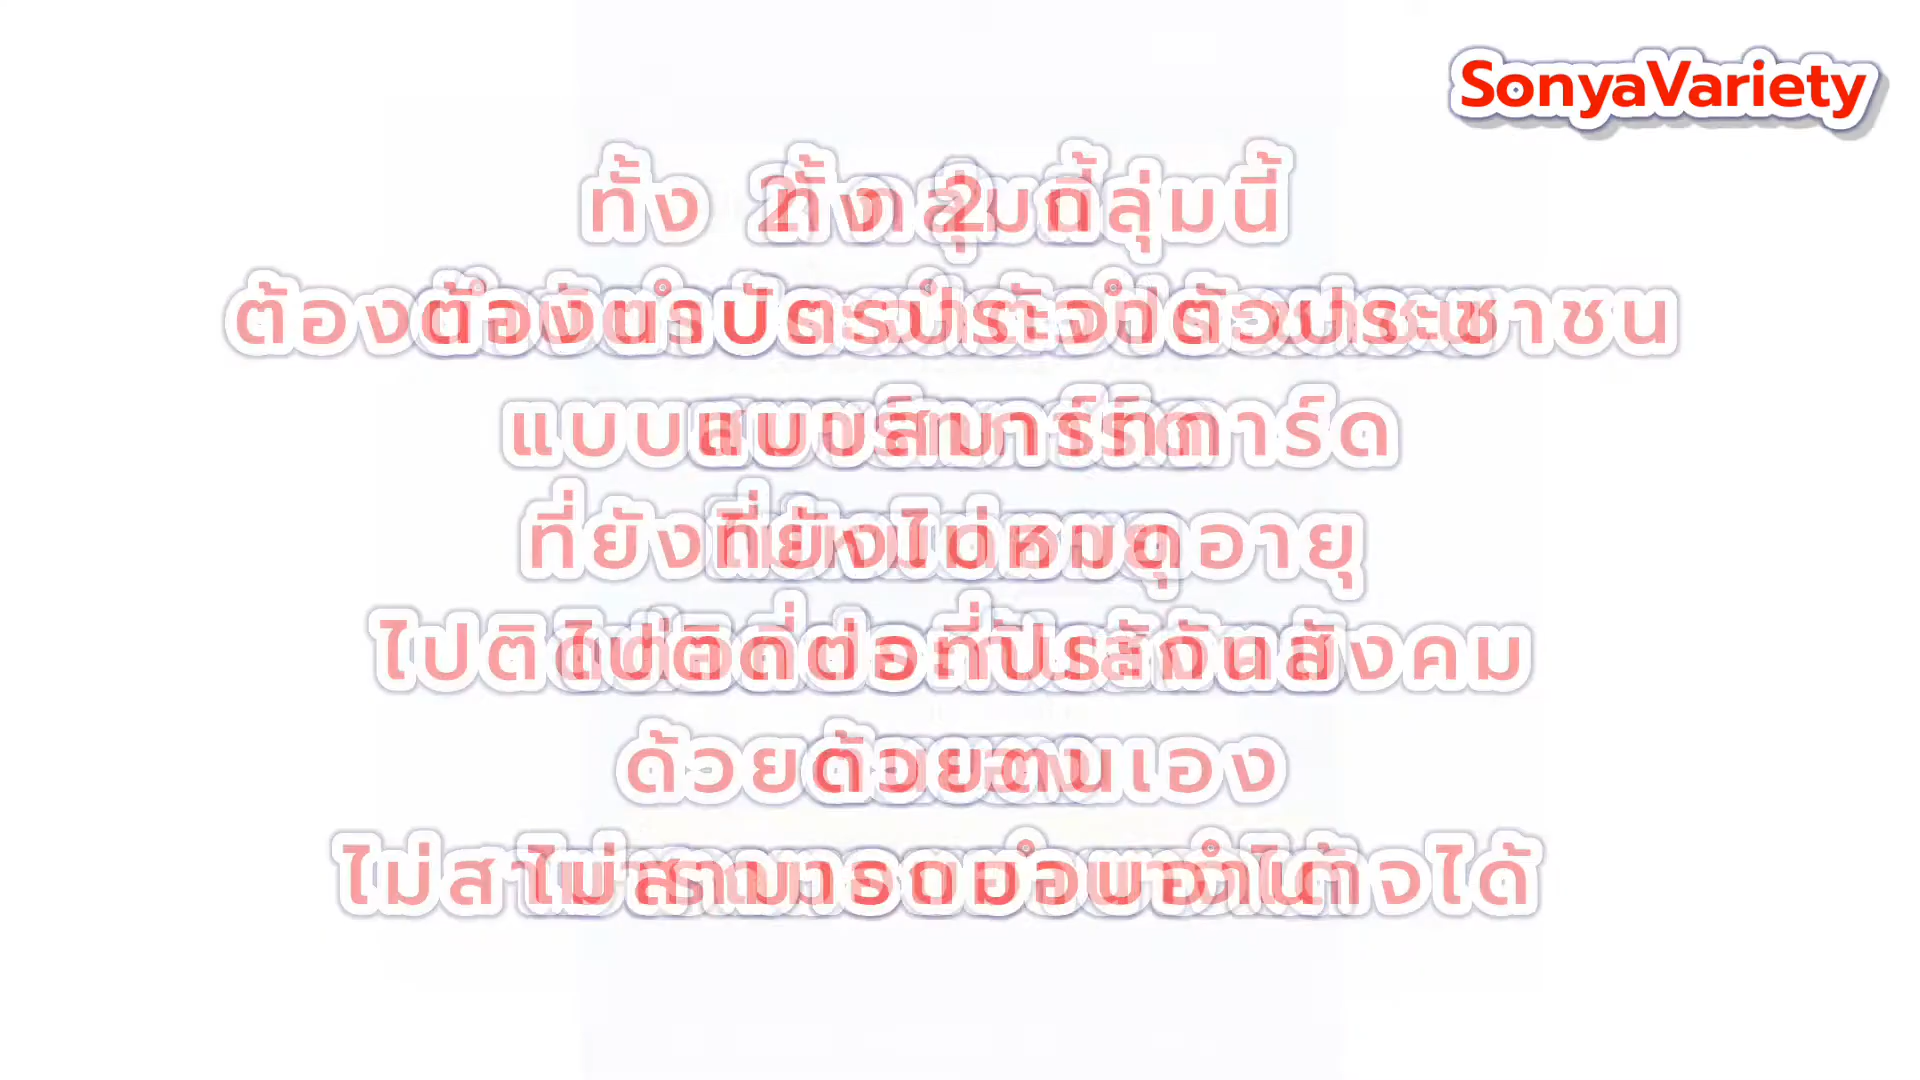 SonyaVariety
ทั้ง 2 กลุ่มนี้
ต้องนำบัตรประจำตัวประชาชน
แบบสมาร์ทการ์ด
ที่ยังไม่หมดอายุ
ไปติดต่อที่ประกันสังคม
ด้วยตนเอง
ไม่สามารถมอบอำนาจได้